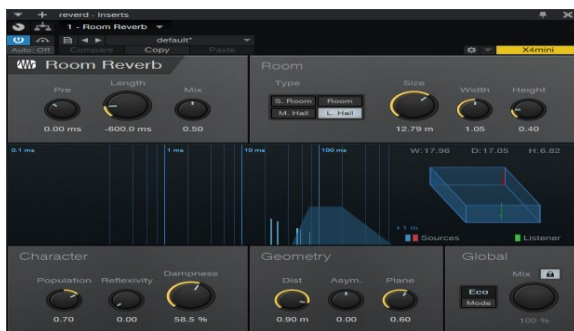 reverd - Inserts
1 - Room Reverb
default*
Auto: Off
Compare
Copy
Paste
X4mini
Room Reverb
Pre
Length
Mix
0.00 ms
-600.0 ms
0.50
Room
Type
S. Room
Room
M. Hall
L. Hall
Size
Width
Height
12.79 m
1.05
0.40
0.1 ms
1 ms
10 ms
100 ms
W:17.96
D:17.05
H:6.82
Sources
Listener
Character
Population
Reflexivity
Dampness
0.70
0.00
58.5 %
Geometry
Dist
Asym.
Plane
0.90 m
0.00
0.60
Global
Eco
Mode
Mix
100 %